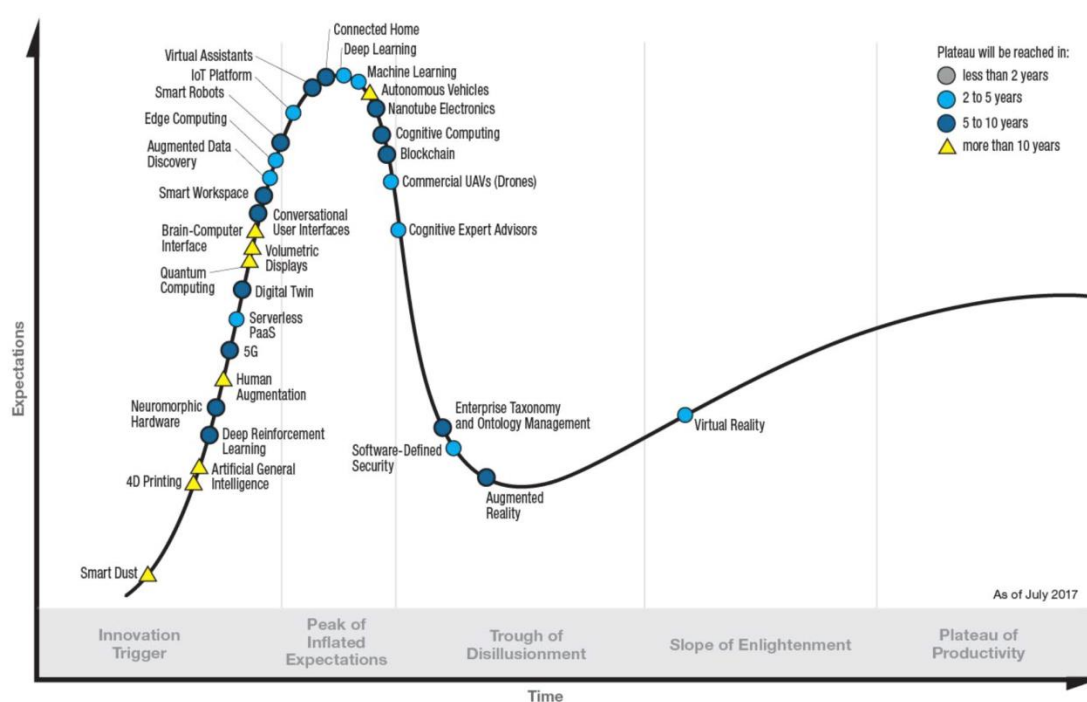 Connected Home
Deep Learning
Virtual Assistants
IoT Platform
Smart Robots
Edge Computing
Augmented Data
Discovery
Smart Workspace
Brain-Computer
Interface
Quantum
Computing
Neuromorphic
Hardware
4D Printing
Smart Dust
Machine Learning
Autonomous Vehicles
Nanotube Electronics
Cognitive Computing
Blockchain
Commercial UAVs (Drones)
Cognitive Expert Advisors
Conversational
User Interfaces
Volumetric
Displays
Digital Twin
Serverless
PaaS
5G
Human
Augmentation
Deep Reinforcement
Learning
Artificial General
Intelligence
Enterprise Taxonomy
and Ontology Management
Software-Defined
Security
Augmented
Reality
Virtual Reality
Plateau will be reached in:
less than 2 years
2 to 5 years
5 to 10 years
more than 10 years
As of July 2017
Expectations
Innovation
Trigger
Peak of
Inflated
Expectations
Trough of
Disillusionment
Slope of Enlightenment
Plateau of
Productivity
Time